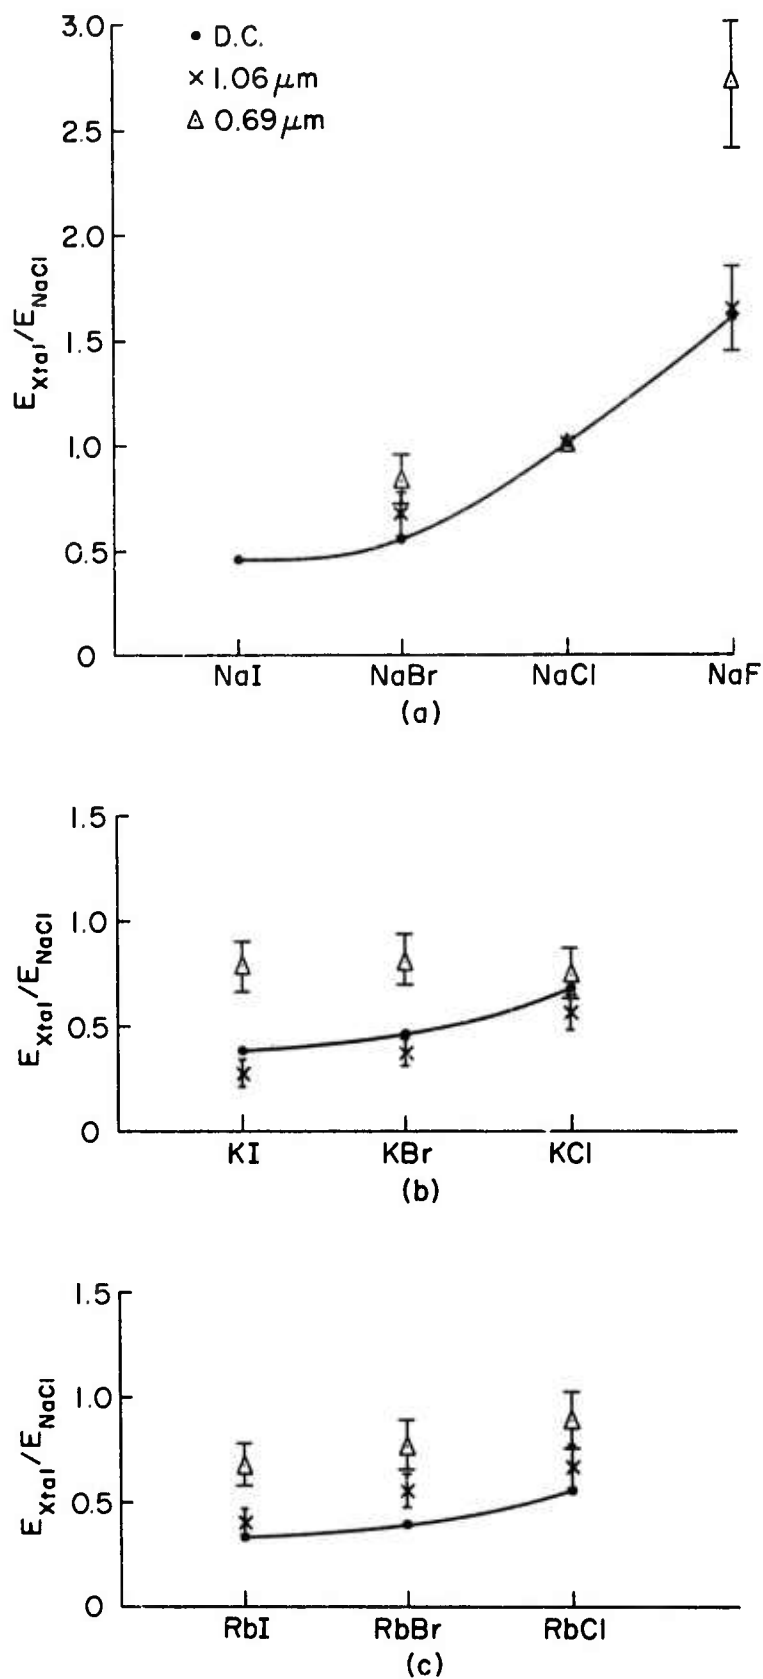 3.0
• D.C.
× 1.06 μm
△ 0.69 μm
2.5
2.0
1.5
1.0
0.5
0
E_Xtal/E_NaCl
NaI NaBr NaCl NaF
(a)
1.5
1.0
0.5
0
E_Xtal/E_NaCl
KI KBr KCl
(b)
1.5
1.0
0.5
0
E_Xtal/E_NaCl
RbI RbBr RbCl
(c)